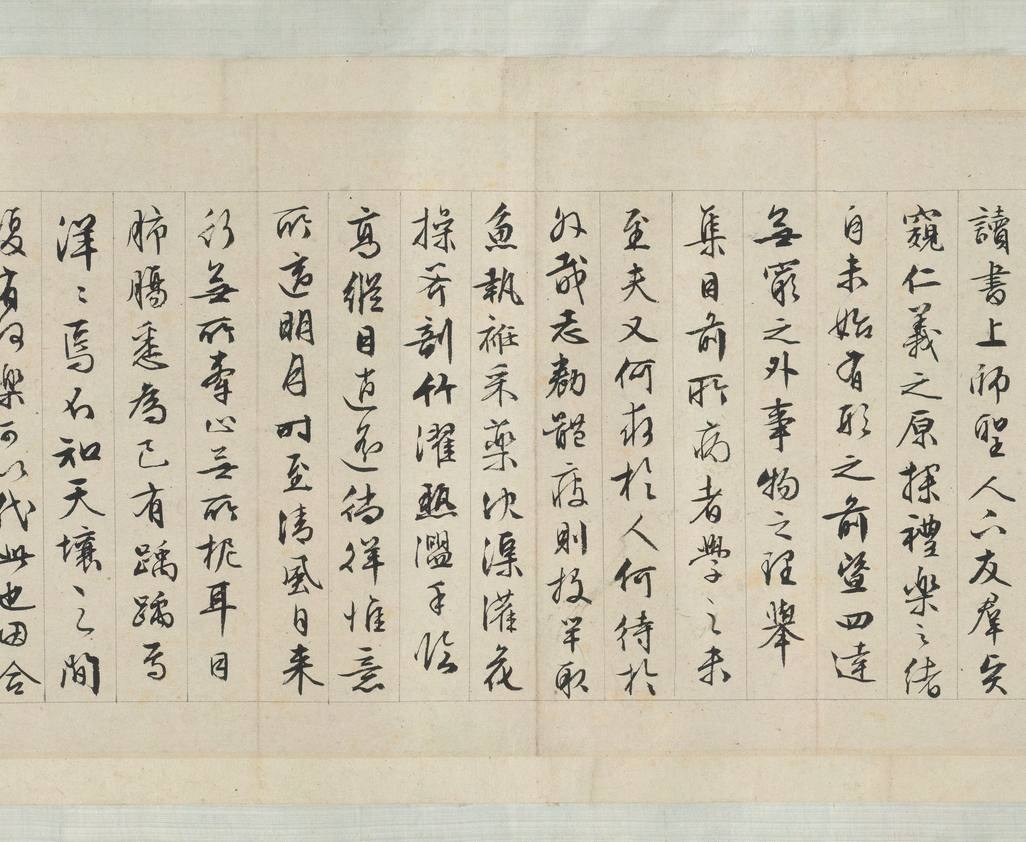 讀書上師聖人下友群賢
窺仁義之原探禮樂之緒
自未始有形之前暨四達
無窮之外事物之理舉
集目前所病者學之未
至夫又何求於人何待於
外哉志勌體疲則投竿取
魚執衽采藥決渠灌花
操斧剖竹濯熱盥手臨
高縱目逍遙徜徉惟意
所適明月时至清風自来
行無所牽止無所柅耳目
肺腸悉為己有踽踽焉
洋〻焉不知天壤之間
復有何樂可以代此也因合